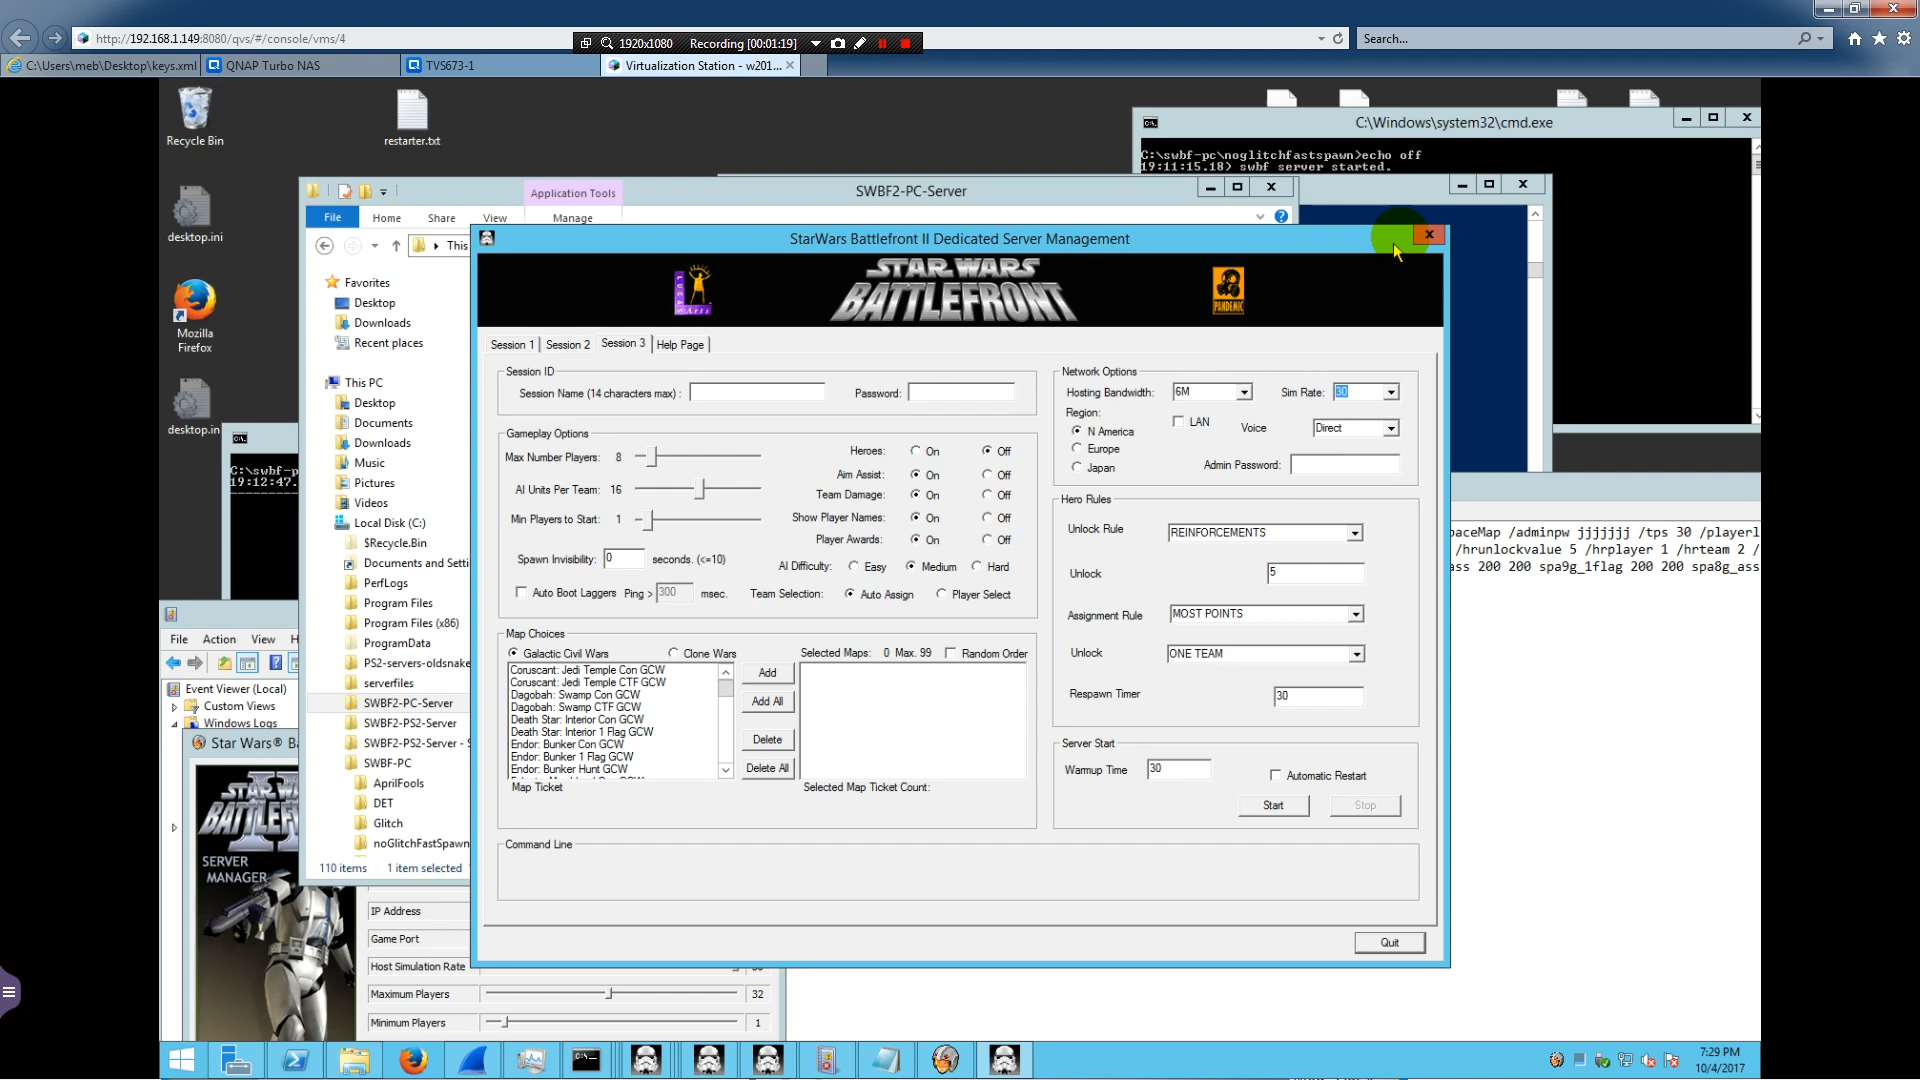 http://192.168.1.149:8080/qvs/#/console/vms/4
1920x1080
Recording [00:01:19]
Search...
C:\Users\meb\Desktop\keys.xml
QNAP Turbo NAS
TVS673-1
Virtualization Station - w201...
Recycle Bin
restarter.txt
desktop.ini
Mozilla
Firefox
desktop.in
C:\Windows\system32\cmd.exe
C:\swbf-pc\noglitchfastspawn>echo off
19:11:15.18> swbf server started.
Application Tools
SWBF2-PC-Server
File
Home
Share
View
Manage
This
Favorites
Desktop
Downloads
Recent places
This PC
Desktop
Documents
Downloads
Music
Pictures
Videos
Local Disk (C:)
$Recycle.Bin
Documents and Setti
PerfLogs
Program Files
Program Files (x86)
ProgramData
PS2-servers-oldsnake
serverfiles
SWBF2-PC-Server
SWBF2-PS2-Server
SWBF2-PS2-Server - S
SWBF-PC
AprilFools
DET
Glitch
noGlitchFastSpawn
110 items
1 item selected
C:\swbf-p
19:12:47.
File
Action
View
H
Event Viewer (Local)
Custom Views
Windows Logs
Star Wars® Ba
STAR WARS
BATTLEF
II
SERVER
MANAGER
IP Address
Game Port
Host Simulation Rate
Maximum Players
32
Minimum Players
1
StarWars Battlefront II Dedicated Server Management
LUCAS
Arts
STAR WARS
BATTLEFRONT
PANDEMIC
Session 1
Session 2
Session 3
Help Page
Session ID
Session Name (14 characters max) :
Password:
Gameplay Options
Max Number Players: 8
AI Units Per Team: 16
Min Players to Start: 1
Spawn Invisibility: 0 seconds. (<=10)
Auto Boot Laggers Ping > 300 msec.
Heroes: On Off
Aim Assist: On Off
Team Damage: On Off
Show Player Names: On Off
Player Awards: On Off
AI Difficulty: Easy Medium Hard
Team Selection: Auto Assign Player Select
Map Choices
Galactic Civil Wars
Clone Wars
Coruscant: Jedi Temple Con GCW
Coruscant: Jedi Temple CTF GCW
Dagobah: Swamp Con GCW
Dagobah: Swamp CTF GCW
Death Star: Interior Con GCW
Death Star: Interior 1 Flag GCW
Endor: Bunker Con GCW
Endor: Bunker 1 Flag GCW
Endor: Bunker Hunt GCW
Map Ticket
Add
Add All
Delete
Delete All
Selected Maps: 0 Max. 99
Random Order
Selected Map Ticket Count:
Command Line
Network Options
Hosting Bandwidth: 6M
Sim Rate: 30
Region:
N America
Europe
Japan
LAN
Voice
Direct
Admin Password:
Hero Rules
Unlock Rule REINFORCEMENTS
Unlock 5
Assignment Rule MOST POINTS
Unlock ONE TEAM
Respawn Timer 30
Server Start
Warmup Time 30
Automatic Restart
Start
Stop
Quit
paceMap /adminpw jjjjjjj /tps 30 /playerl
/hrunlockvalue 5 /hrplayer 1 /hrteam 2 /
ass 200 200 spa9g_1flag 200 200 spa8g_ass
7:29 PM
10/4/2017